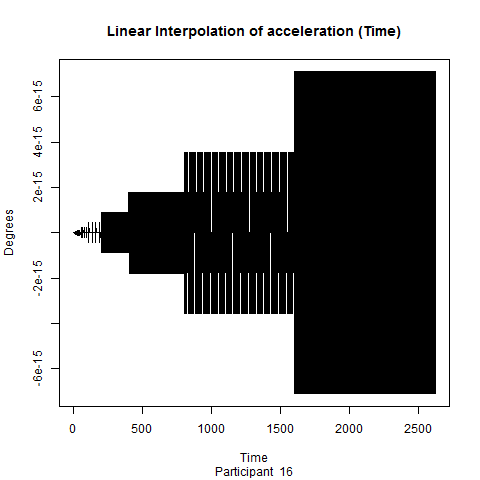 Linear Interpolation of acceleration (Time)
Degrees
6e-15
4e-15
2e-15
-2e-15
-6e-15
0 500 1000 1500 2000 2500
Time
Participant 16